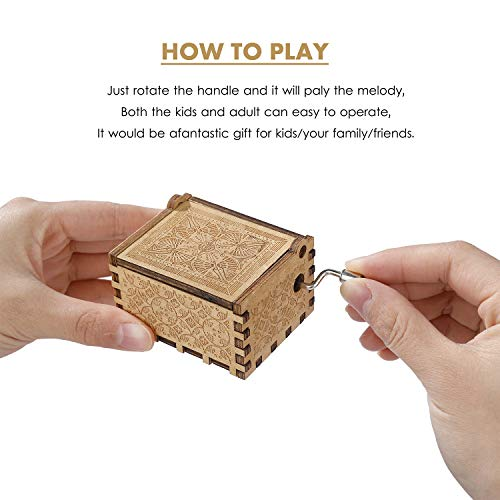 HOW TO PLAY
Just rotate the handle and it will paly the melody,
Both the kids and adult can easy to operate,
It would be afantastic gift for kids/your family/friends.